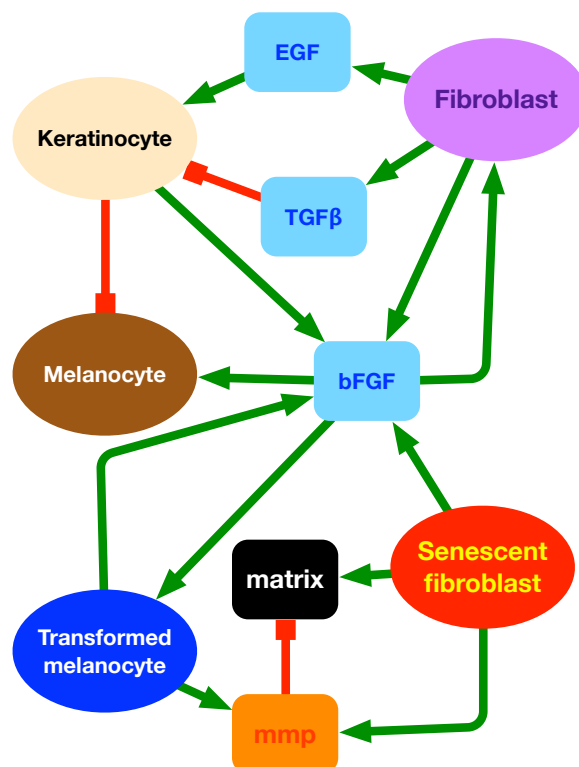 EGF
Fibroblast
Keratinocyte
TGFβ
Melanocyte
bFGF
Senescent
fibroblast
matrix
Transformed
melanocyte
mmp